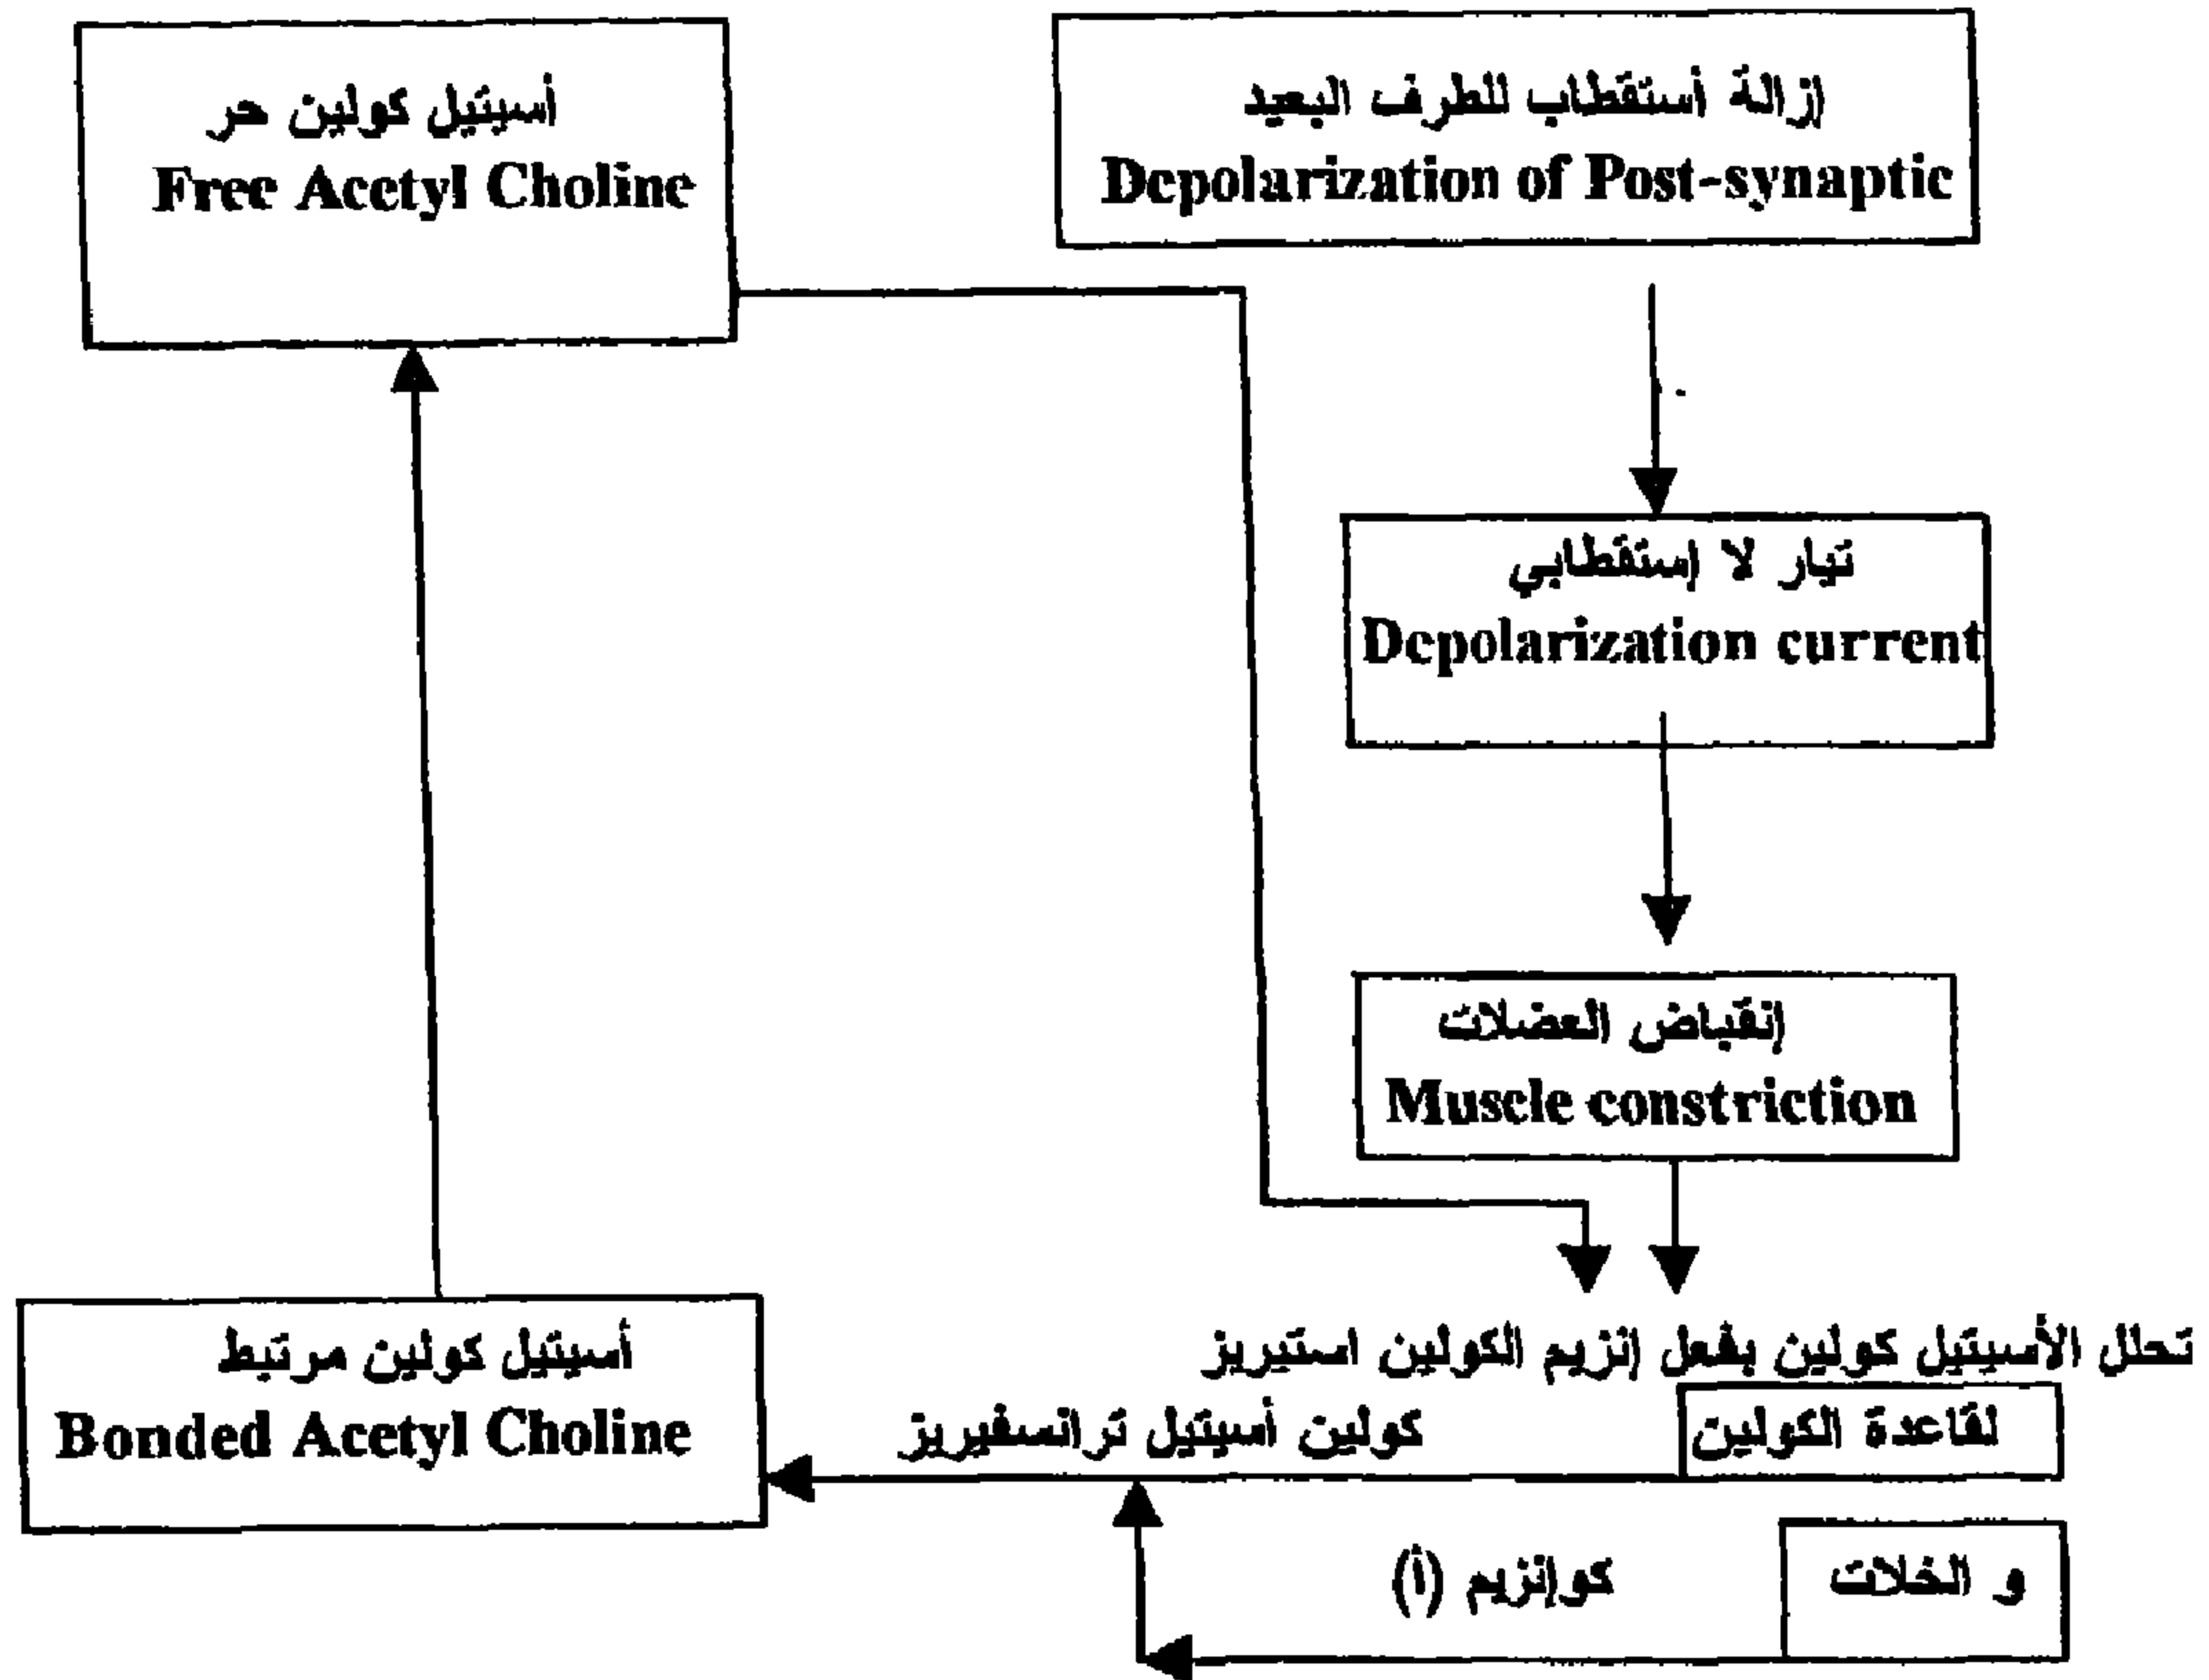 أسيتيل كولين حر
Free Acetyl Choline
إزالة أستقطاب للطرف البعيد
Depolarization of Post-synaptic
تيار لا إستقطابي
Depolarization current
إنقباض العضلات
Muscle constriction
تحلل الأسيتيل كولين بفعل إنزيم الكولين استيريز
لقاعدة الكولين
كولين أسيتيل ترانسفيريز
أسيتيل كولين مرتبط
Bonded Acetyl Choline
و الخلات
كوإنزيم (أ)